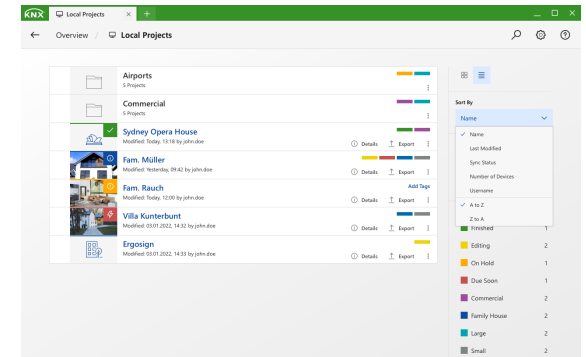 KNX
Local Projects
Overview / Local Projects
Airports
5 Projects
Commercial
5 Projects
Sydney Opera House
Modified: Today, 13:18 by john.doe
Details Export
Fam. Müller
Modified: Yesterday, 09:42 by john.doe
Details Export
Fam. Rauch
Modified: Today, 12:00 by john.doe
Add Tags
Details Export
Villa Kunterbunt
Modified: 03.01.2022, 14:32 by john.doe
Details Export
Ergosign
Modified: 03.01.2022, 14:33 by john.doe
Details Export
Sort By
Name
Name
Last Modified
Sync Status
Number of Devices
Username
A to Z
Z to A
Finished 1
Editing 2
On Hold 1
Due Soon 1
Commercial 2
Family House 2
Large 2
Small 2